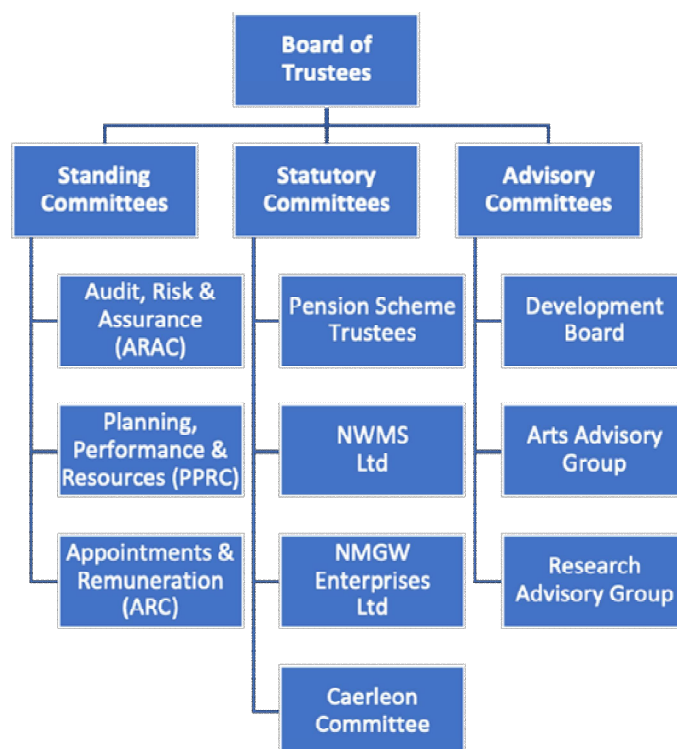 Board of
Trustees
Standing
Committees
Statutory
Committees
Advisory
Committees
Audit, Risk &
Assurance
(ARAC)
Pension Scheme
Trustees
Development
Board
Planning,
Performance &
Resources (PPRC)
NWMS
Ltd
Arts Advisory
Group
Appointments &
Remuneration
(ARC)
NMGW
Enterprises
Ltd
Research
Advisory Group
Caerleon
Committee